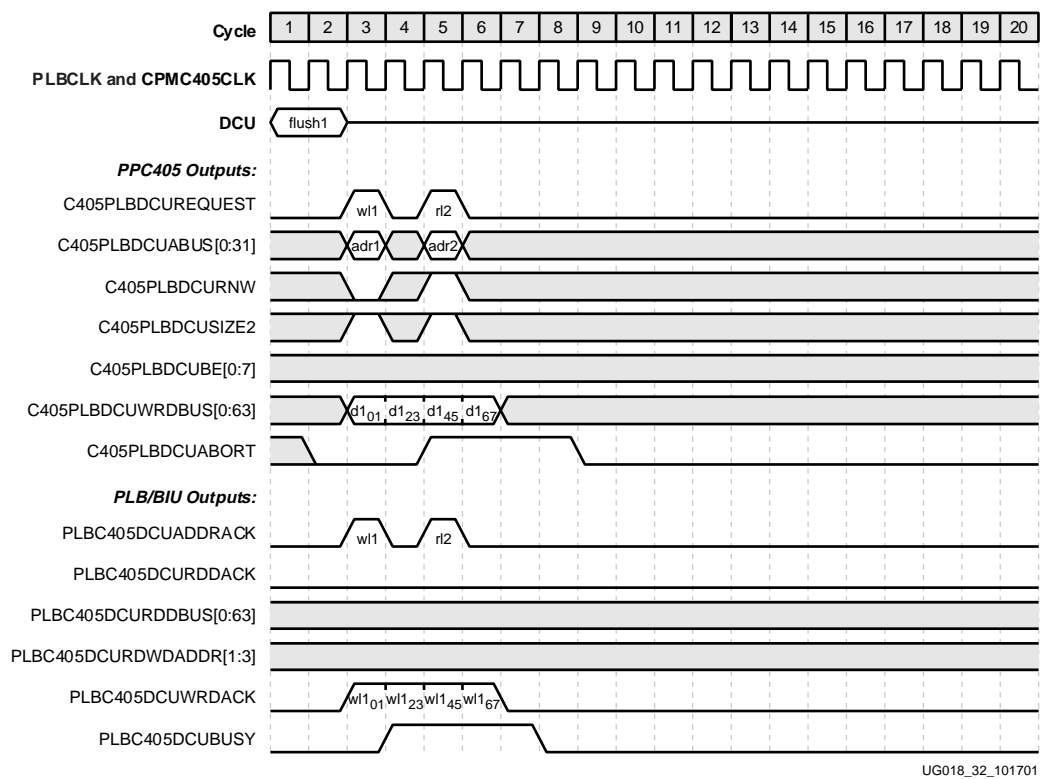 Cycle 1 2 3 4 5 6 7 8 9 10 11 12 13 14 15 16 17 18 19 20
PLBCLK and CPMC405CLK
DCU flush1
PPC405 Outputs:
C405PLBDCUREQUEST wl1 rl2
C405PLBDCUABUS[0:31] adr1 adr2
C405PLBDCURNW
C405PLBDCUSIZE2
C405PLBDCUBE[0:7]
C405PLBDCUWRDBUS[0:63] d101 d123 d145 d167
C405PLBDCUABORT
PLB/BIU Outputs:
PLBC405DCUADDRACK wl1 rl2
PLBC405DCURDDACK
PLBC405DCURDDBUS[0:63]
PLBC405DCURDWDADDR[1:3]
PLBC405DCUWRDACK wl101 wl123 wl145 wl167
PLBC405DCUBUSY
UG018_32_101701